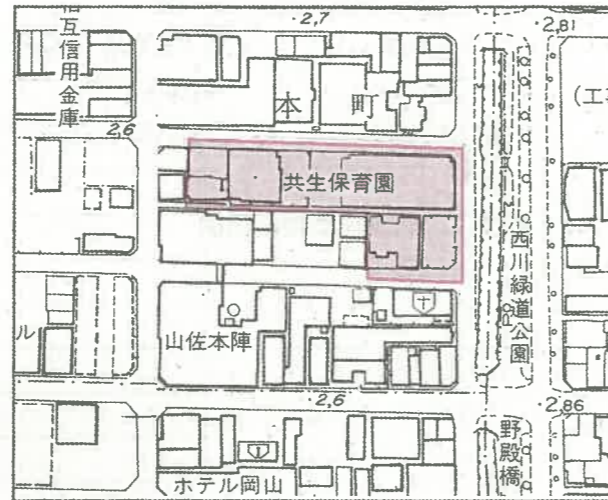 相互信用金庫
・2,7
・2,81
本町
(工
2,6
共生保育園
西川緑道公園
山佐本陣
ル
2,6
・2,86
野殿橋
ホテル岡山